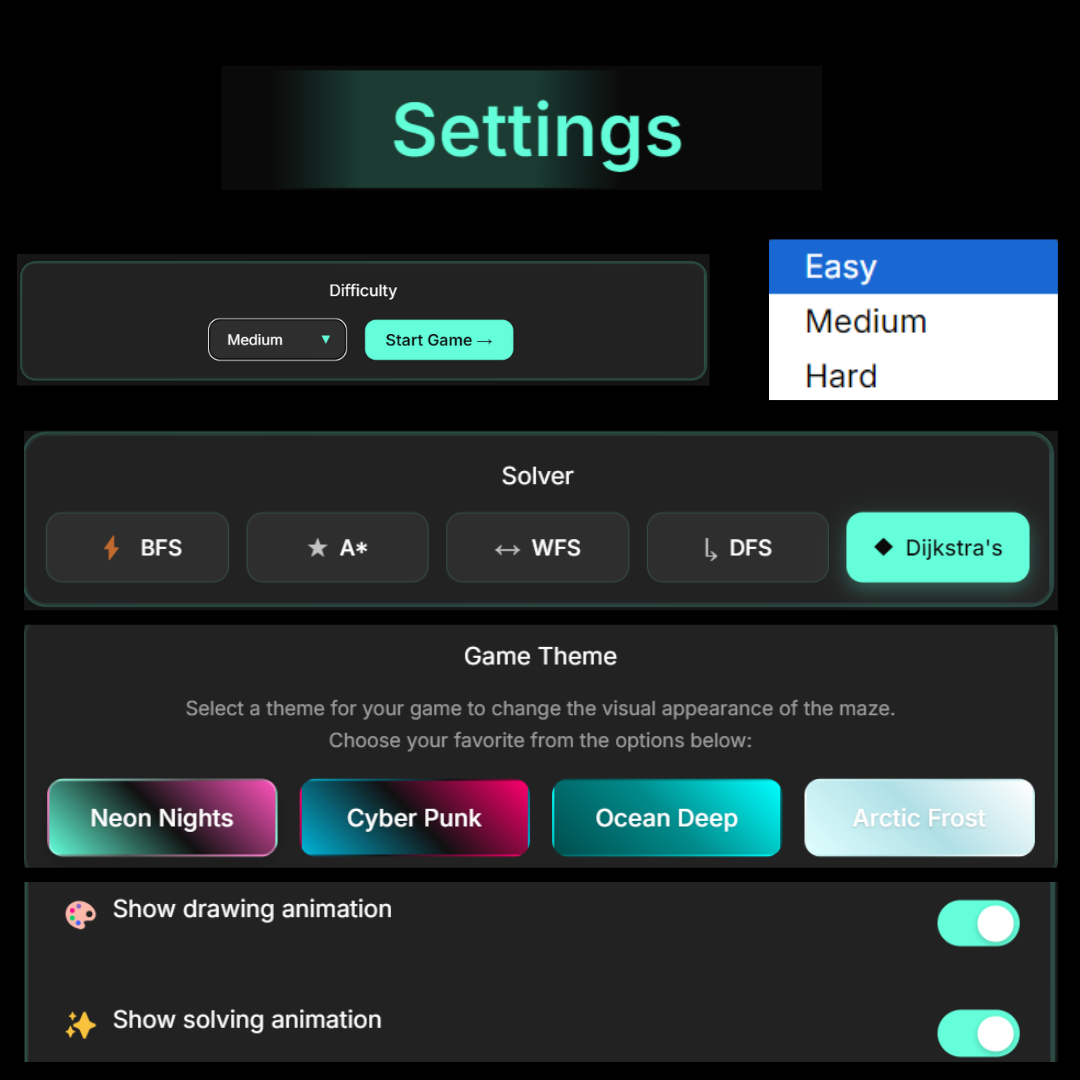 Settings
Difficulty
Medium ▼
Start Game →
Easy
Medium
Hard
Solver
BFS
A*
WFS
DFS
Dijkstra's
Game Theme
Select a theme for your game to change the visual appearance of the maze.
Choose your favorite from the options below:
Neon Nights
Cyber Punk
Ocean Deep
Arctic Frost
Show drawing animation
Show solving animation